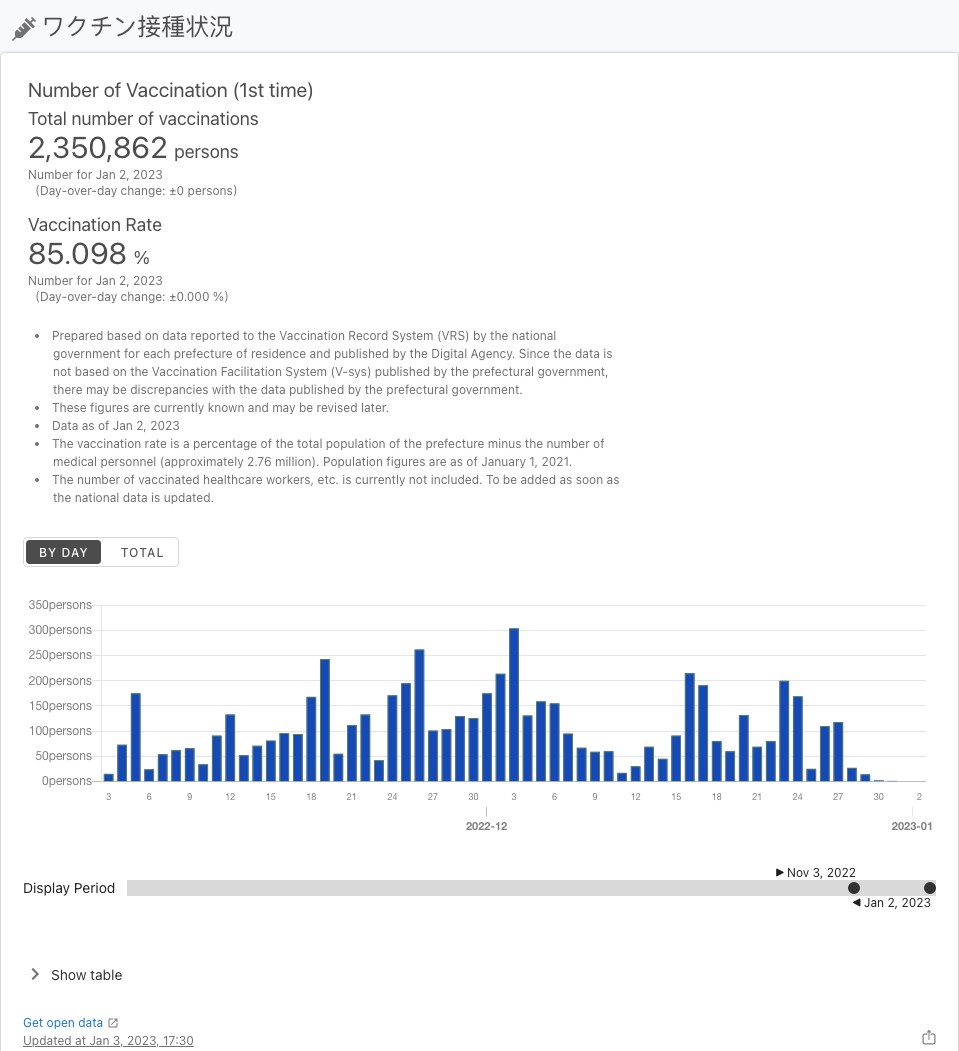 ワクチン接種状況
Number of Vaccination (1st time)
Total number of vaccinations
2,350,862 persons
Number for Jan 2, 2023
(Day-over-day change: ±0 persons)
Vaccination Rate
85.098 %
Number for Jan 2, 2023
(Day-over-day change: ±0.000 %)
• Prepared based on data reported to the Vaccination Record System (VRS) by the national
government for each prefecture of residence and published by the Digital Agency. Since the data is
not based on the Vaccination Facilitation System (V-sys) published by the prefectural government,
there may be discrepancies with the data published by the prefectural government.
• These figures are currently known and may be revised later.
• Data as of Jan 2, 2023
• The vaccination rate is a percentage of the total population of the prefecture minus the number of
medical personnel (approximately 2.76 million). Population figures are as of January 1, 2021.
• The number of vaccinated healthcare workers, etc. is currently not included. To be added as soon as
the national data is updated.
BY DAY TOTAL
350persons
300persons
250persons
200persons
150persons
100persons
50persons
0persons
3 6 9 12 15 18 21 24 27 30 3 6 9 12 15 18 21 24 27 30 2
2022-12 2023-01
▶ Nov 3, 2022
Display Period
◀ Jan 2, 2023
Show table
Get open data
Updated at Jan 3, 2023, 17:30